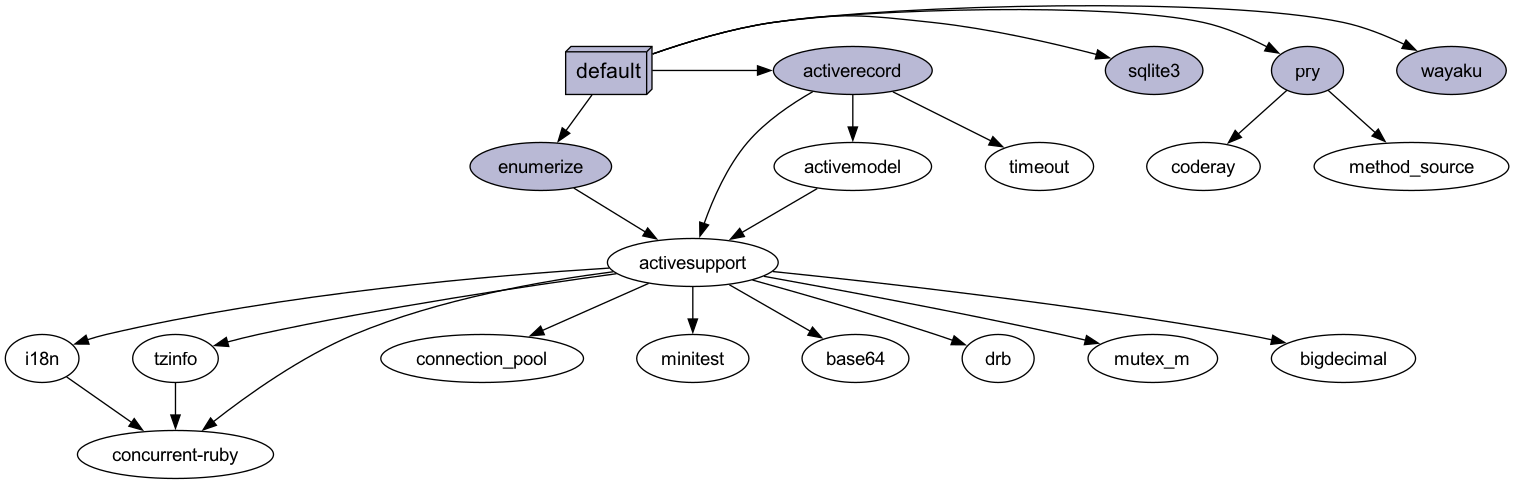 default
activerecord
sqlite3
pry
wayaku
enumerize
activemodel
timeout
coderay
method_source
activesupport
i18n
tzinfo
connection_pool
minitest
base64
drb
mutex_m
bigdecimal
concurrent-ruby